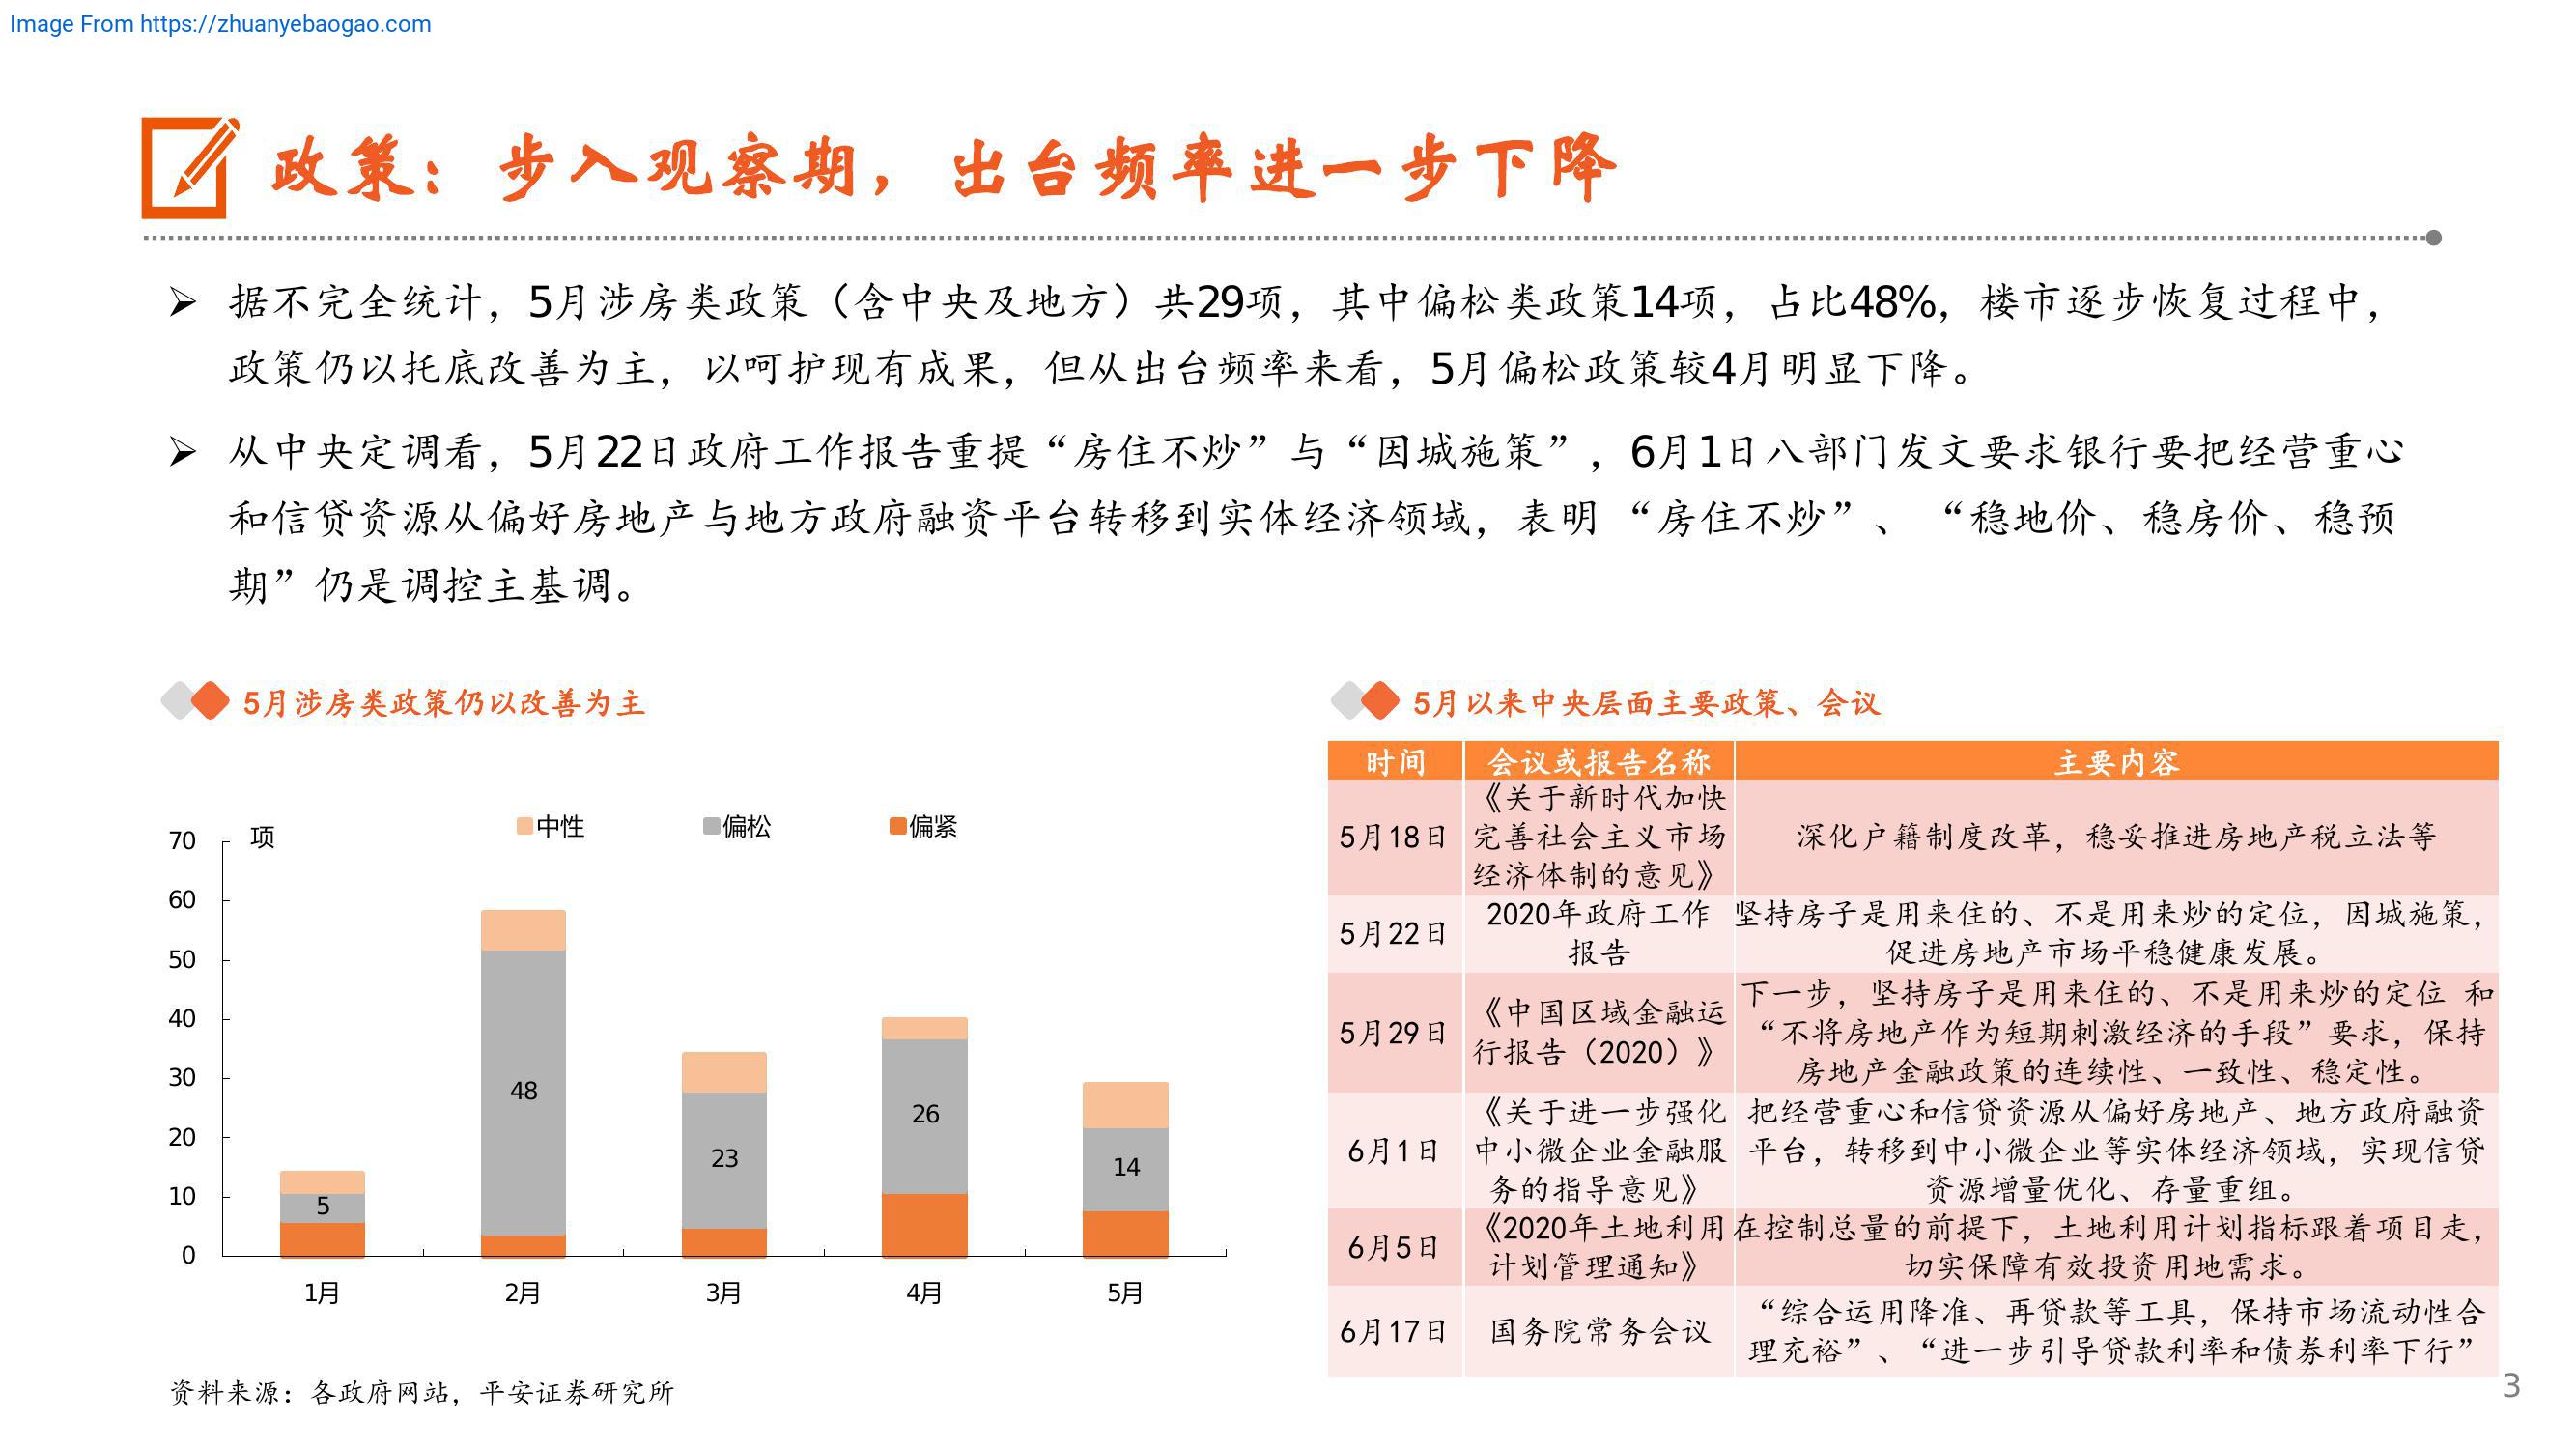 Image From https://zhuanyebaogao.com
政策：步入观察期，出台频率进一步下降
➢ 据不完全统计，5月涉房类政策（含中央及地方）共29项，其中偏松类政策14项，占比48%，楼市逐步恢复过程中，
政策仍以托底改善为主，以呵护现有成果，但从出台频率来看，5月偏松政策较4月明显下降。
➢ 从中央定调看，5月22日政府工作报告重提“房住不炒”与“因城施策”，6月1日八部门发文要求银行要把经营重心
和信贷资源从偏好房地产与地方政府融资平台转移到实体经济领域，表明 “房住不炒”、 “稳地价、稳房价、稳预
期”仍是调控主基调。
5月涉房类政策仍以改善为主
项
中性 偏松 偏紧
70
60
50
40
30
20
10
0
5
48
23
26
14
1月 2月 3月 4月 5月
资料来源：各政府网站，平安证券研究所
5月以来中央层面主要政策、会议
时间 会议或报告名称 主要内容
5月18日
《关于新时代加快
完善社会主义市场
经济体制的意见》
深化户籍制度改革，稳妥推进房地产税立法等
5月22日
2020年政府工作
报告
坚持房子是用来住的、不是用来炒的定位，因城施策，
促进房地产市场平稳健康发展。
5月29日
《中国区域金融运
行报告（2020）》
下一步，坚持房子是用来住的、不是用来炒的定位 和
“不将房地产作为短期刺激经济的手段”要求，保持
房地产金融政策的连续性、一致性、稳定性。
6月1日
《关于进一步强化
中小微企业金融服
务的指导意见》
把经营重心和信贷资源从偏好房地产、地方政府融资
平台，转移到中小微企业等实体经济领域，实现信贷
资源增量优化、存量重组。
6月5日
《2020年土地利用
计划管理通知》
在控制总量的前提下，土地利用计划指标跟着项目走，
切实保障有效投资用地需求。
6月17日
国务院常务会议
“综合运用降准、再贷款等工具，保持市场流动性合
理充裕”、“进一步引导贷款利率和债券利率下行”
3